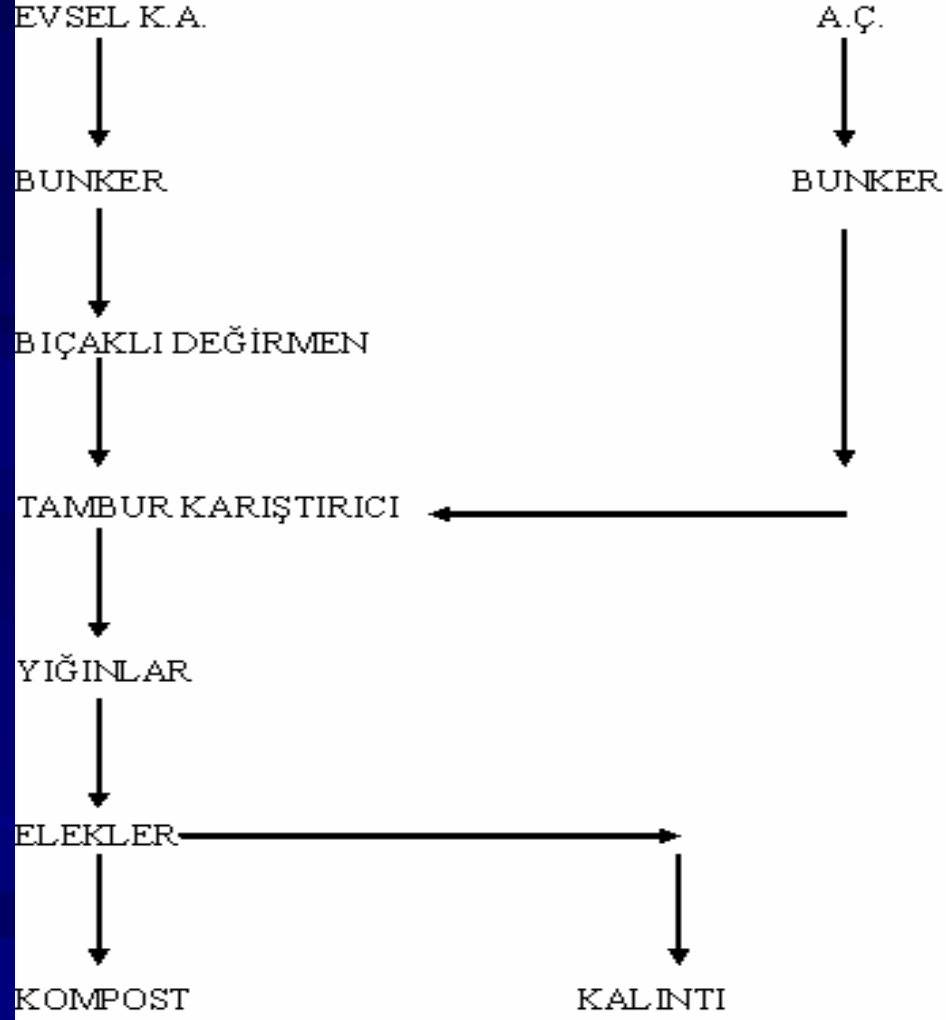 EVSEL K.A. A.Ç.
BUNKER BUNKER
BIÇAKLI DEĞİRMEN
TAMBUR KARIŞTIRICI
YIĞINLAR
ELEKLER
KOMPOST KALINTI